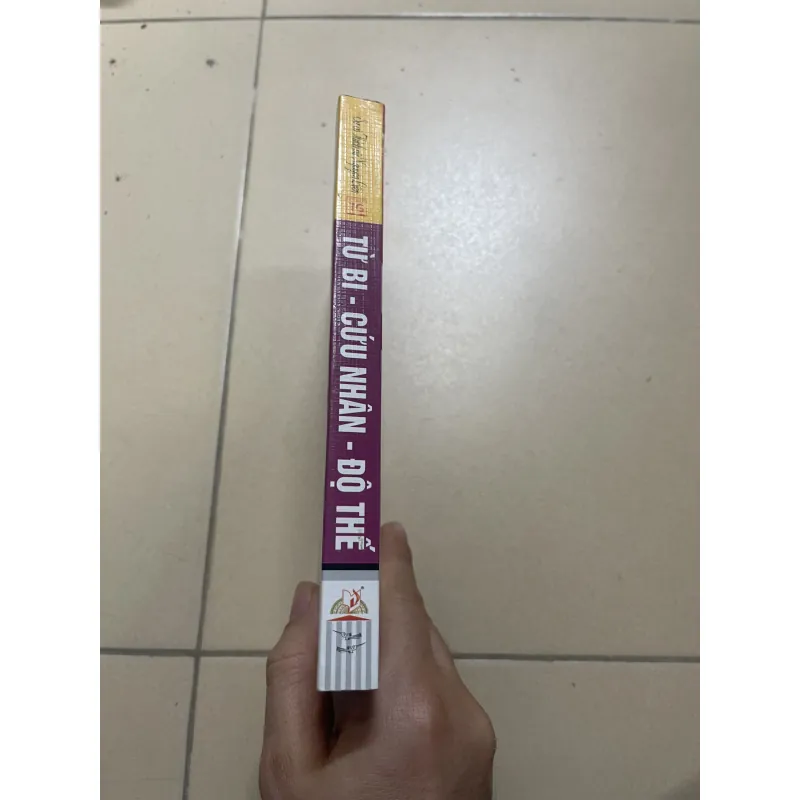 TỪ BI - CỨU NHÂN - ĐỘ THẾ